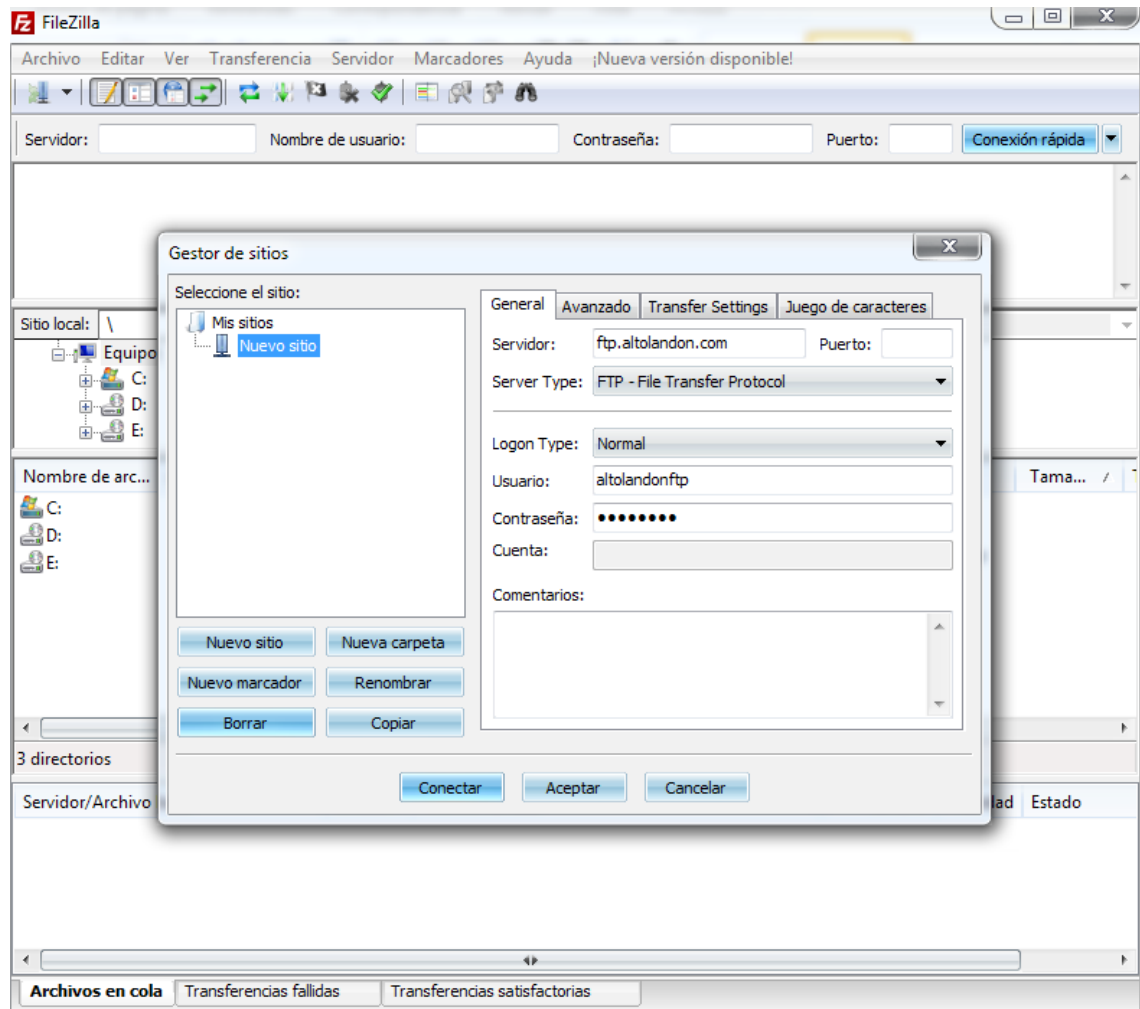 FileZilla
Archivo Editar Ver Transferencia Servidor Marcadores Ayuda ¡Nueva versión disponible!
Servidor: Nombre de usuario: Contraseña: Puerto: Conexión rápida
Gestor de sitios
Seleccione el sitio:
Mis sitios
Nuevo sitio
General Avanzado Transfer Settings Juego de caracteres
Servidor: ftp.altolandon.com Puerto:
Server Type: FTP - File Transfer Protocol
Logon Type: Normal
Usuario: altolandonftp
Contraseña: ●●●●●●●●
Cuenta:
Comentarios:
Nuevo sitio Nueva carpeta
Nuevo marcador Renombrar
Borrar Copiar
Conectar Aceptar Cancelar
Sitio local: \
Equipo
C:
D:
E:
Nombre de arc... Tama...
C:
D:
E:
3 directorios
Servidor/Archivo Estado
Archivos en cola Transferencias fallidas Transferencias satisfactorias